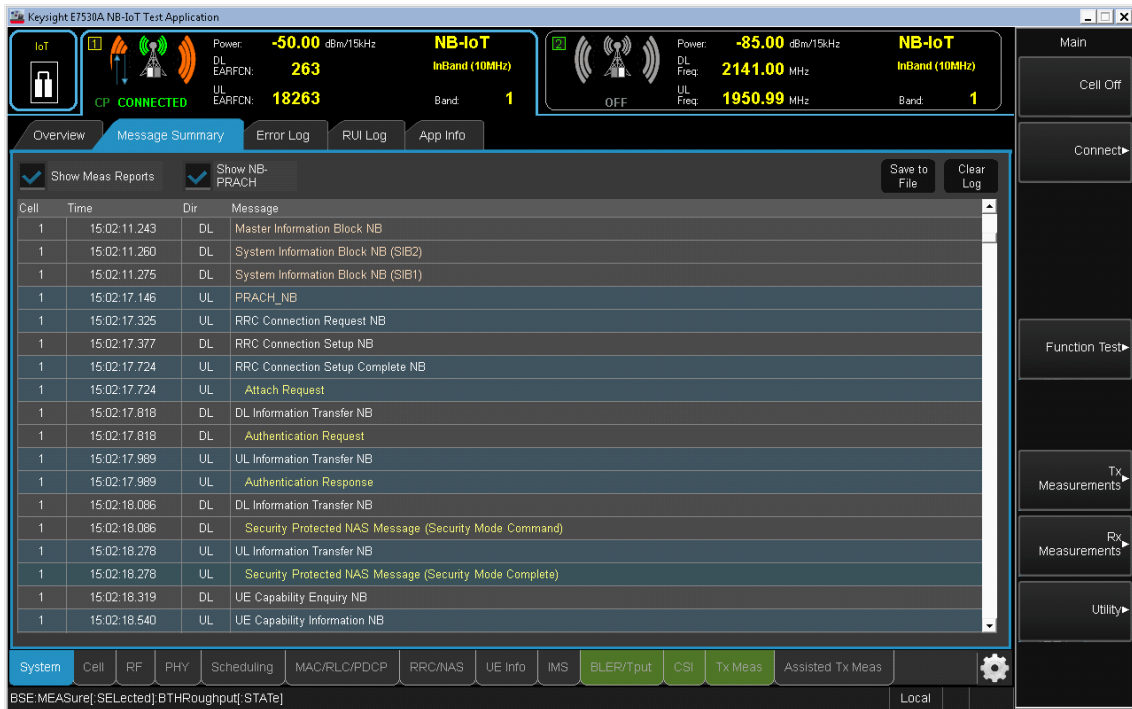 Keysight E7530A NB-IoT Test Application
IoT
1
CP CONNECTED
Power: -50.00 dBm/15kHz
DL EARFCN: 263
UL EARFCN: 18263
NB-IoT
InBand (10MHz)
Band: 1
2
OFF
Power: -85.00 dBm/15kHz
DL Freq: 2141.00 MHz
UL Freq: 1950.99 MHz
NB-IoT
InBand (10MHz)
Band: 1
Overview Message Summary Error Log RUI Log App Info
Show Meas Reports
Show NB-
PRACH
Save to
File
Clear
Log
Cell Time Dir Message
1 15:02:11.243 DL Master Information Block NB
1 15:02:11.260 DL System Information Block NB (SIB2)
1 15:02:11.275 DL System Information Block NB (SIB1)
1 15:02:17.146 UL PRACH_NB
1 15:02:17.325 UL RRC Connection Request NB
1 15:02:17.377 DL RRC Connection Setup NB
1 15:02:17.724 UL RRC Connection Setup Complete NB
1 15:02:17.724 UL Attach Request
1 15:02:17.818 DL DL Information Transfer NB
1 15:02:17.818 DL Authentication Request
1 15:02:17.989 UL UL Information Transfer NB
1 15:02:17.989 UL Authentication Response
1 15:02:18.086 DL DL Information Transfer NB
1 15:02:18.086 DL Security Protected NAS Message (Security Mode Command)
1 15:02:18.278 UL UL Information Transfer NB
1 15:02:18.278 UL Security Protected NAS Message (Security Mode Complete)
1 15:02:18.319 DL UE Capability Enquiry NB
1 15:02:18.540 UL UE Capability Information NB
System Cell RF PHY Scheduling MAC/RLC/PDCP RRC/NAS UE Info IMS BLER/Tput CSI Tx Meas Assisted Tx Meas
BSE:MEASure[:SELected]:BTHRoughput[:STATe]
Local
Main
Cell Off
Connect
Function Test
Tx
Measurements
Rx
Measurements
Utility